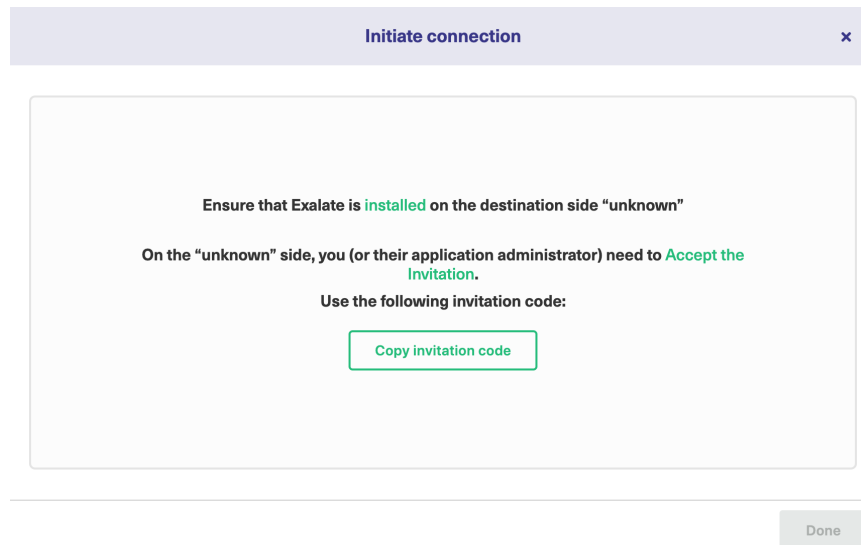 Initiate connection
×
Ensure that Exalate is installed on the destination side “unknown”
On the “unknown” side, you (or their application administrator) need to Accept the
Invitation.
Use the following invitation code:
Copy invitation code
Done